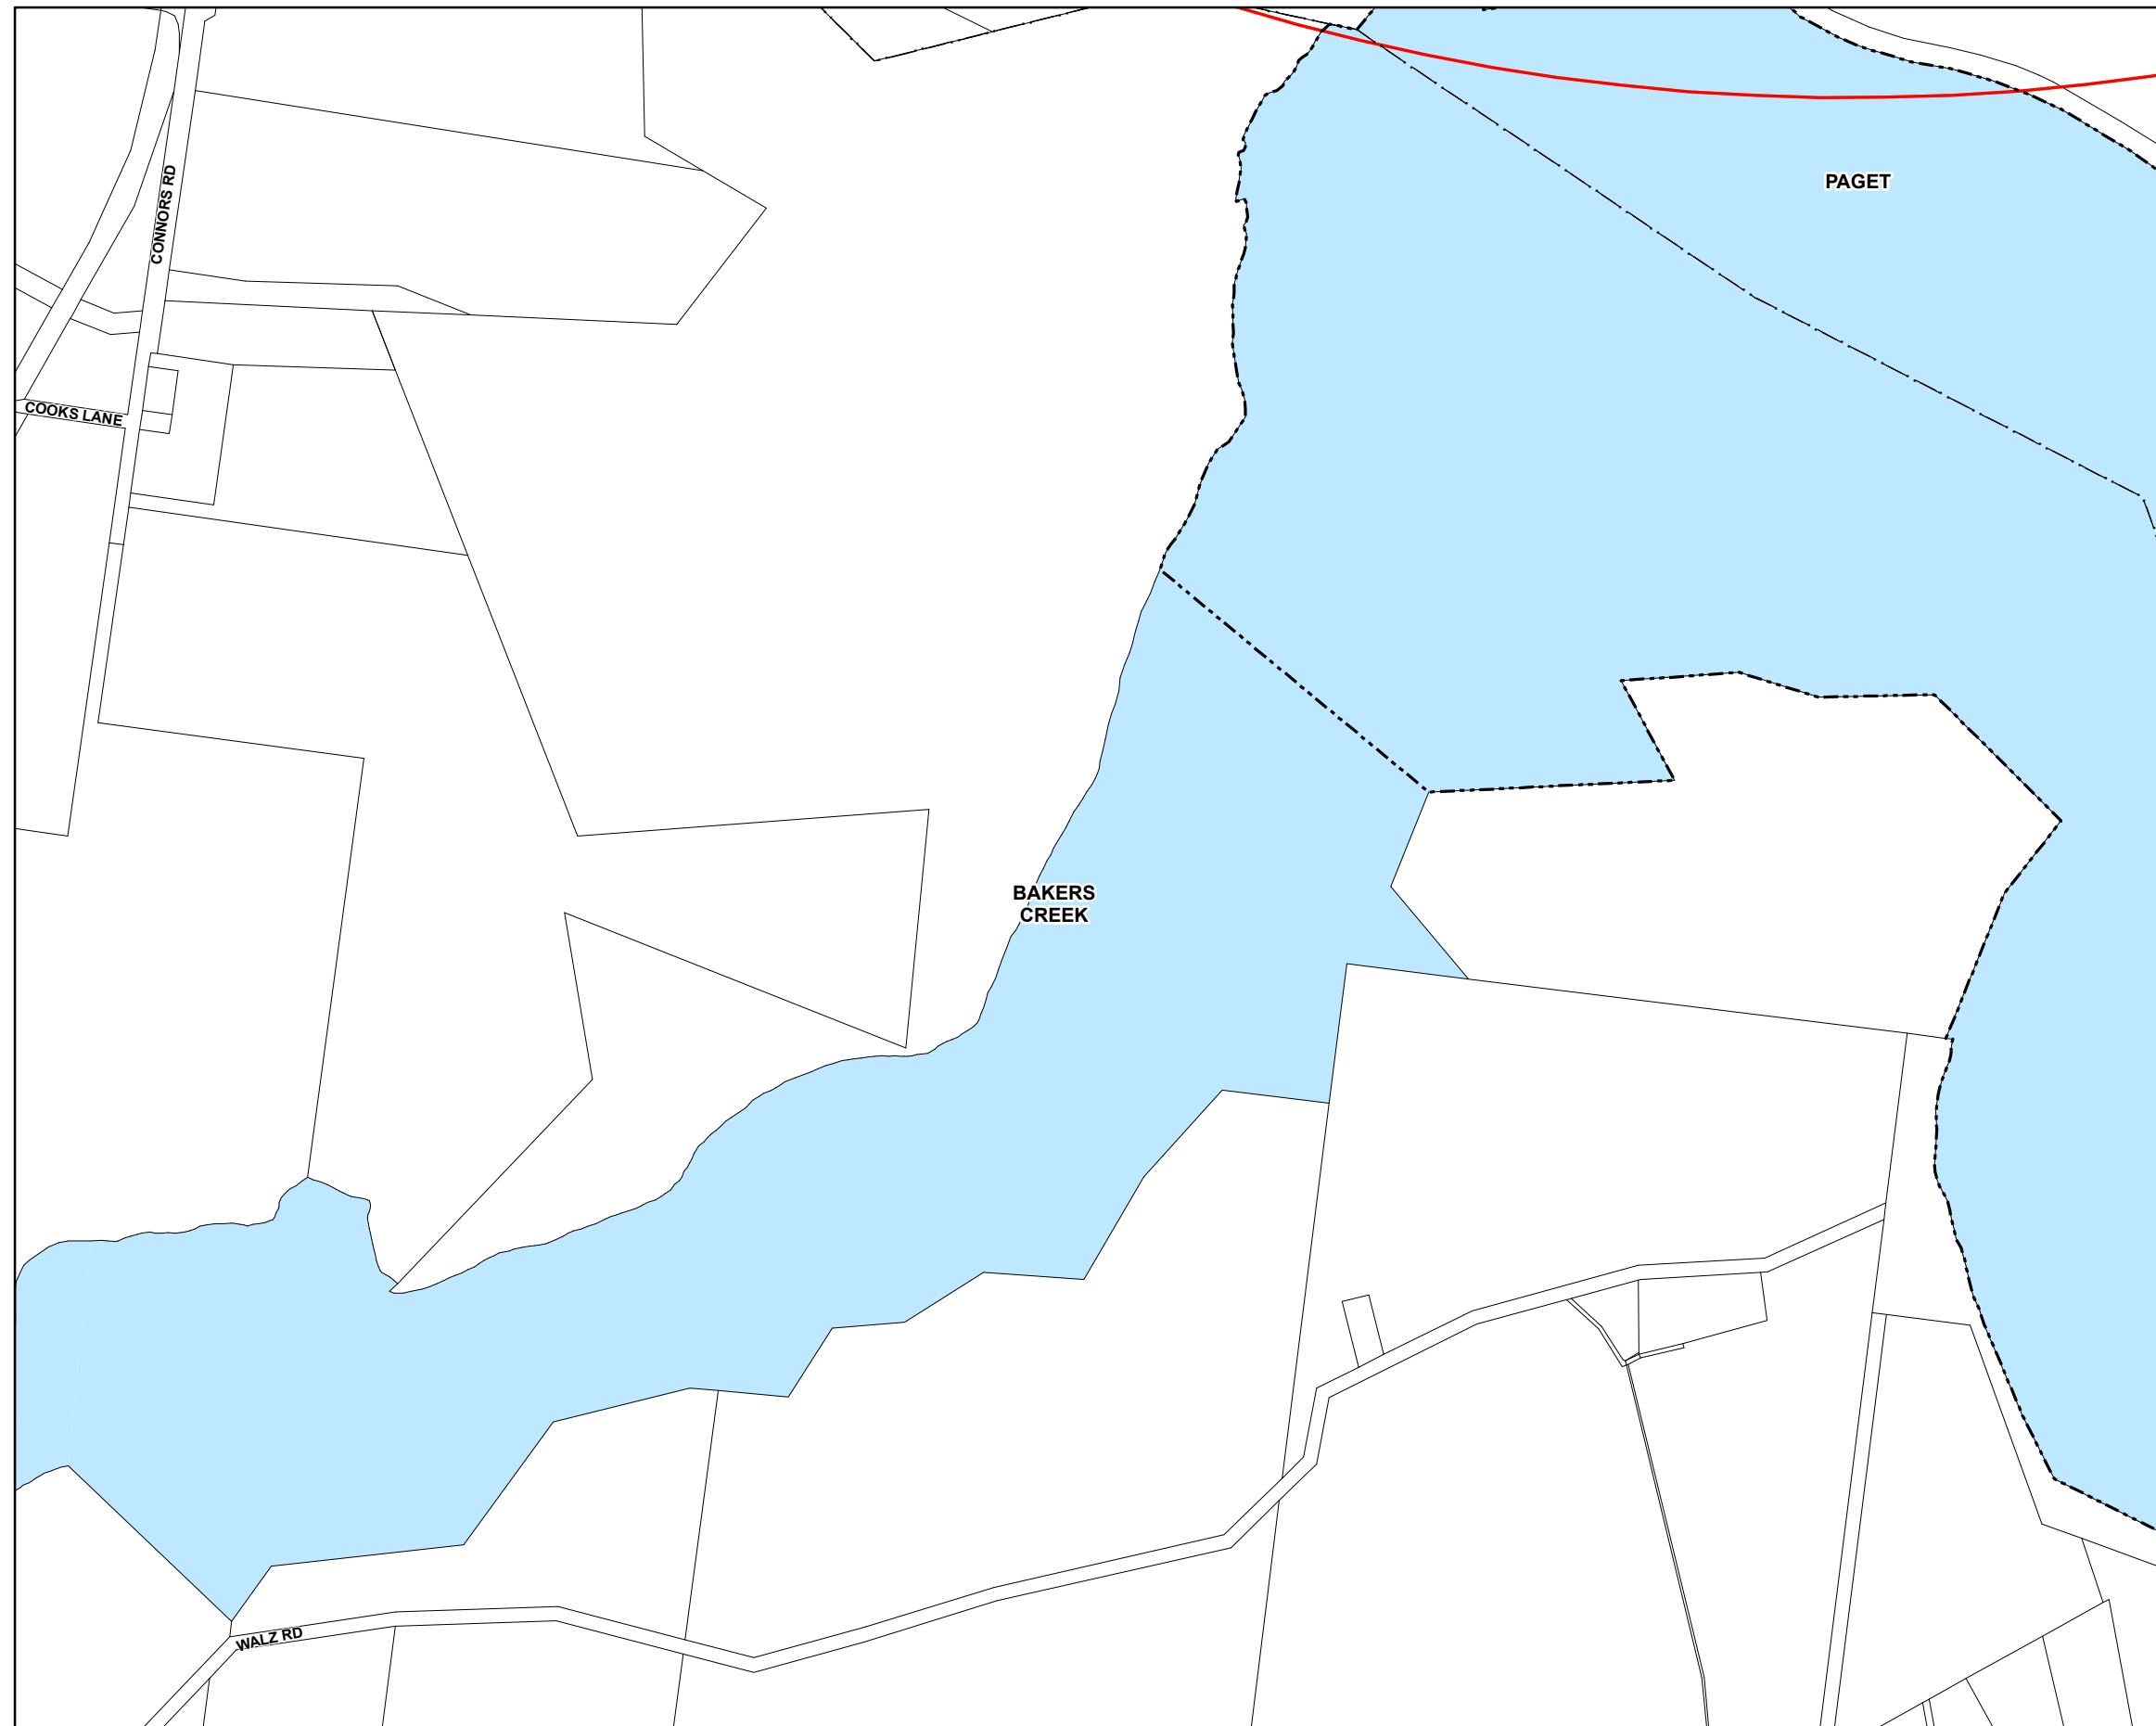 PAGET
CONNORS RD
COOKS LANE
BAKERS
CREEK
WALZ RD